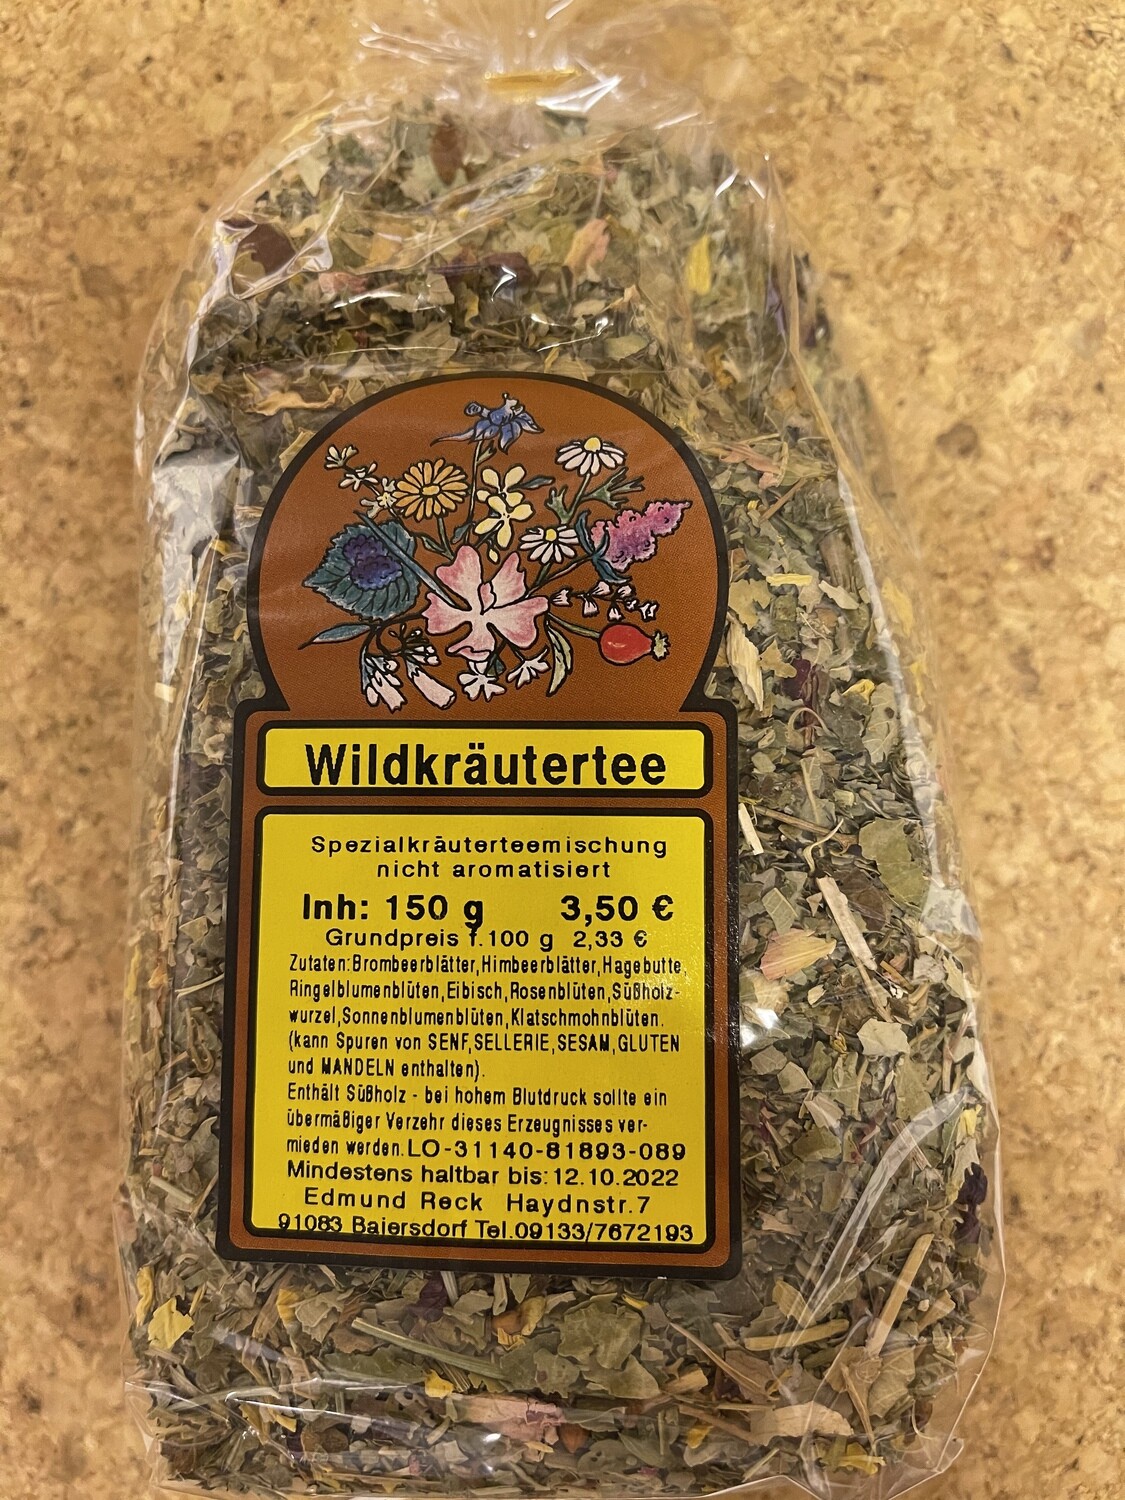 Wildkräutertee
Spezialkräuterteemischung
nicht aromatisiert
Inh: 150 g 3,50 €
Grundpreis f.100 g 2,33 €
Zutaten:Brombeerblätter,Himbeerblätter,Hagebutte,
Ringelblumenblüten,Eibisch,Rosenblüten,Süßholz-
wurzel,Sonnenblumenblüten,Klatschmohnblüten.
(kann Spuren von SENF,SELLERIE,SESAM,GLUTEN
und MANDELN enthalten).
Enthält Süßholz - bei hohem Blutdruck sollte ein
übermäßiger Verzehr dieses Erzeugnisses ver-
mieden werden.LO-31140-81893-089
Mindestens haltbar bis:12.10.2022
Edmund Reck Haydnstr.7
91083 Baiersdorf Tel.09133/7672193